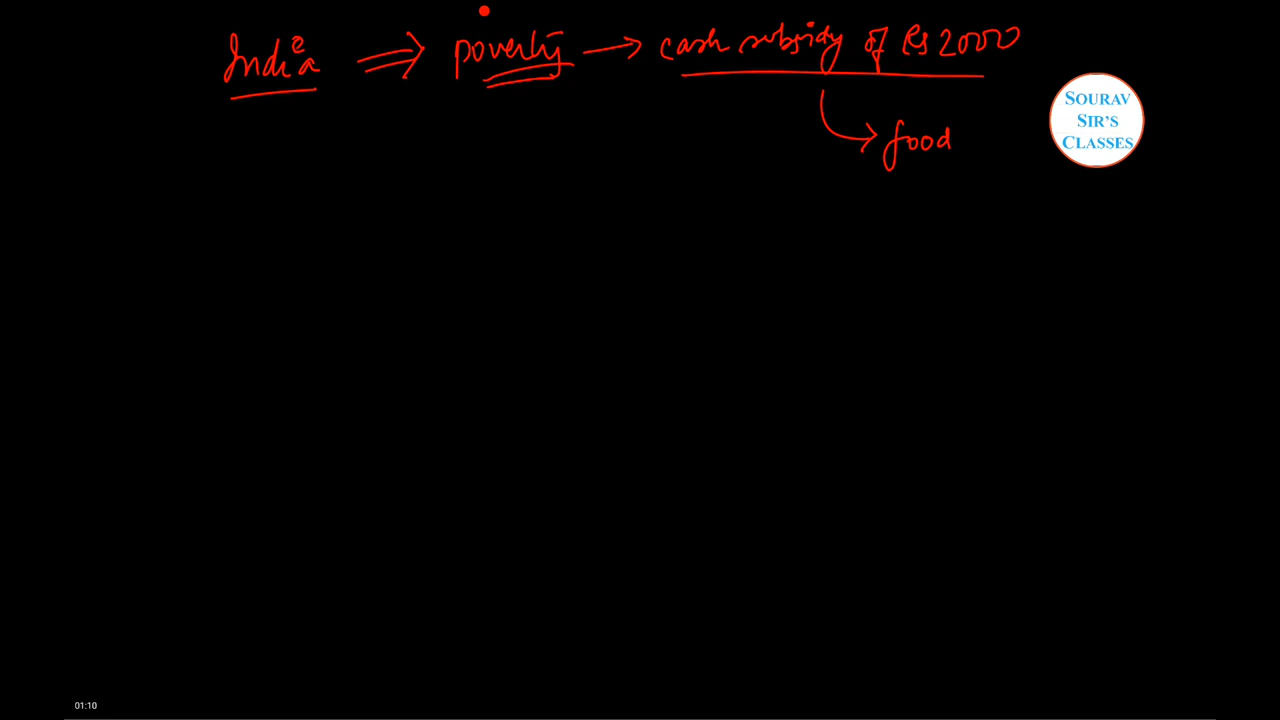 India ⇒ poverty → cash subsidy of Rs 2000
→ food
SOURAV
SIR'S
CLASSES
01:10